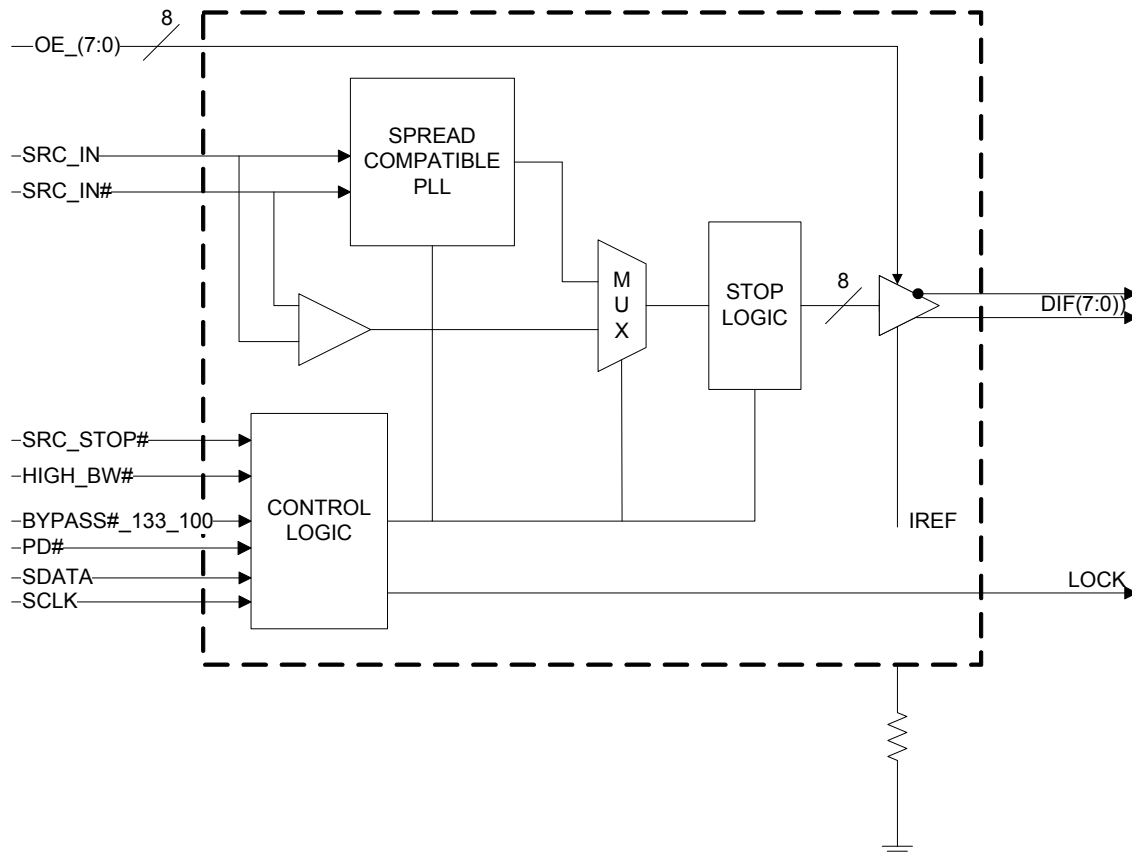 8
OE_(7:0)
SRC_IN
SRC_IN#
SPREAD
COMPATIBLE
PLL
M
U
X
STOP
LOGIC
8
DIF(7:0))
SRC_STOP#
HIGH_BW#
BYPASS#_133_100
PD#
SDATA
SCLK
CONTROL
LOGIC
IREF
LOCK